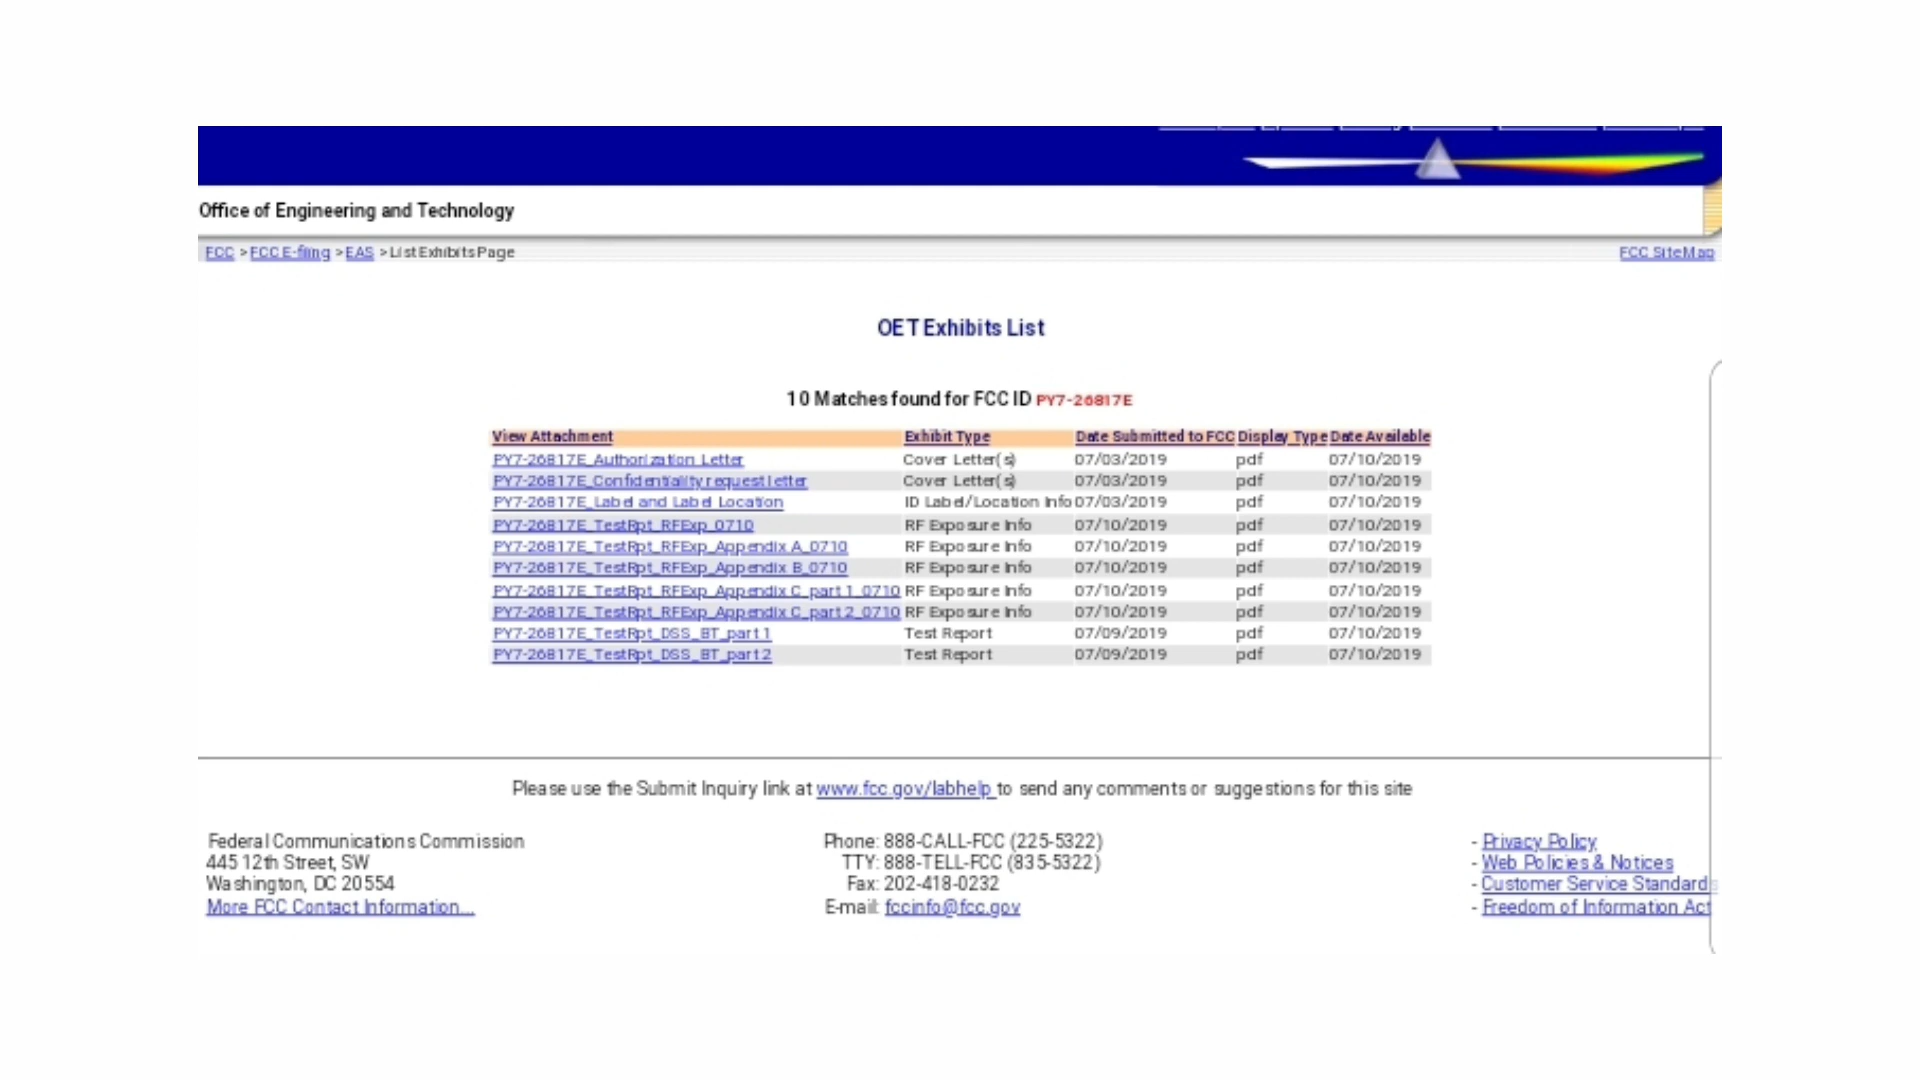 Office of Engineering and Technology
FCC > FCC E-filing > EAS > List Exhibits Page FCC Site Map
OET Exhibits List
10 Matches found for FCC ID PY7-26817E
View Attachment Exhibit Type Date Submitted to FCC Display Type Date Available
PY7-26817E_Authorization Letter Cover Letter(s) 07/03/2019 pdf 07/10/2019
PY7-26817E_Confidentiality request letter Cover Letter(s) 07/03/2019 pdf 07/10/2019
PY7-26817E_Label and Label Location ID Label/Location Info 07/03/2019 pdf 07/10/2019
PY7-26817E_TestRpt_RFExp_0710 RF Exposure Info 07/10/2019 pdf 07/10/2019
PY7-26817E_TestRpt_RFExp_Appendix A_0710 RF Exposure Info 07/10/2019 pdf 07/10/2019
PY7-26817E_TestRpt_RFExp_Appendix B_0710 RF Exposure Info 07/10/2019 pdf 07/10/2019
PY7-26817E_TestRpt_RFExp_Appendix C_part 1_0710 RF Exposure Info 07/10/2019 pdf 07/10/2019
PY7-26817E_TestRpt_RFExp_Appendix C_part 2_0710 RF Exposure Info 07/10/2019 pdf 07/10/2019
PY7-26817E_TestRpt_DSS_BT_part 1 Test Report 07/09/2019 pdf 07/10/2019
PY7-26817E_TestRpt_DSS_BT_part 2 Test Report 07/09/2019 pdf 07/10/2019
Please use the Submit Inquiry link at www.fcc.gov/labhelp to send any comments or suggestions for this site
Federal Communications Commission Phone: 888-CALL-FCC (225-5322) - Privacy Policy
445 12th Street, SW TTY: 888-TELL-FCC (835-5322) - Web Policies & Notices
Washington, DC 20554 Fax: 202-418-0232 - Customer Service Standards
More FCC Contact Information... E-mail: fccinfo@fcc.gov - Freedom of Information Act